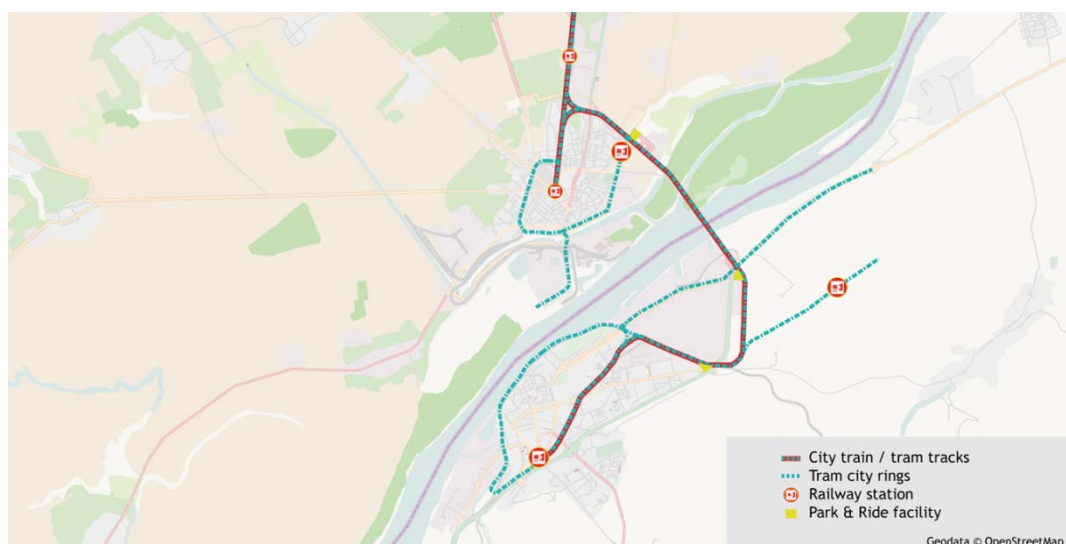 City train / tram tracks
Tram city rings
Railway station
Park & Ride facility
Geodata © OpenStreetMap